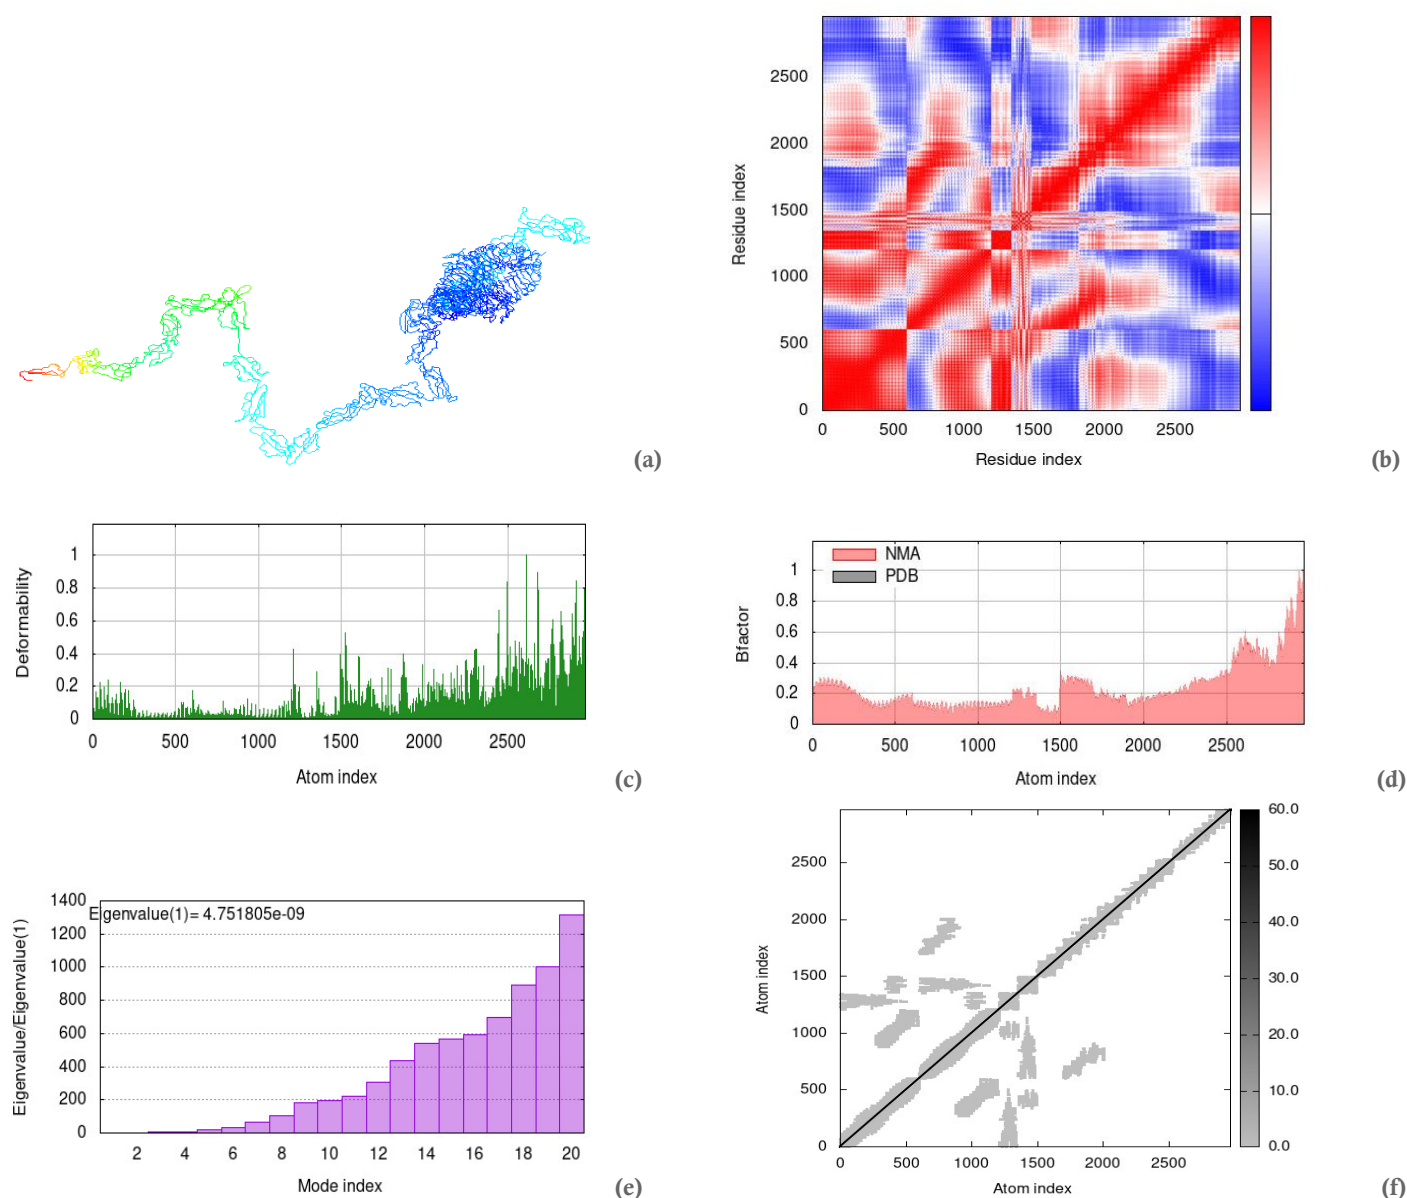 2500
2000
1500
1000
500
0
Residue index
0 500 1000 1500 2000 2500
Residue index
(a)
(b)
1
0.8
0.6
0.4
0.2
0
Deformability
0 500 1000 1500 2000 2500
Atom index
(c)
NMA
PDB
1
0.8
0.6
0.4
0.2
0
Bfactor
0 500 1000 1500 2000 2500
Atom index
(d)
Eigenvalue(1)= 4.751805e-09
1400
1200
1000
800
600
400
200
0
Eigenvalue/Eigenvalue(1)
2 4 6 8 10 12 14 16 18 20
Mode index
(e)
2500
2000
1500
1000
500
0
Atom index
0 500 1000 1500 2000 2500
Atom index
60.0
50.0
40.0
30.0
20.0
10.0
0.0
(f)